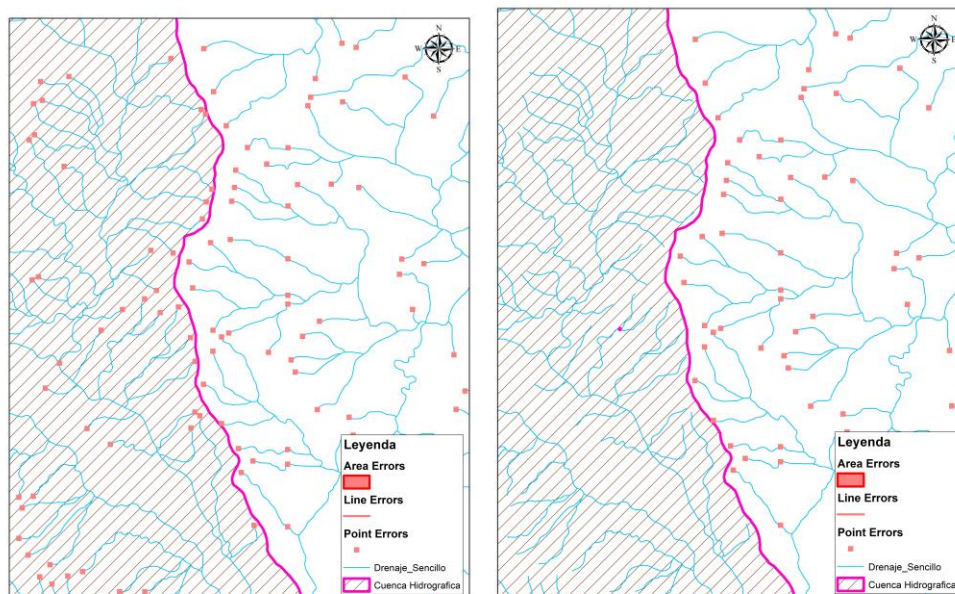 N
W E
S
Leyenda
Area Errors
Line Errors
Point Errors
Drenaje_Sencillo
Cuenca Hidrografica
N
W E
S
Leyenda
Area Errors
Line Errors
Point Errors
Drenaje_Sencillo
Cuenca Hidrografica